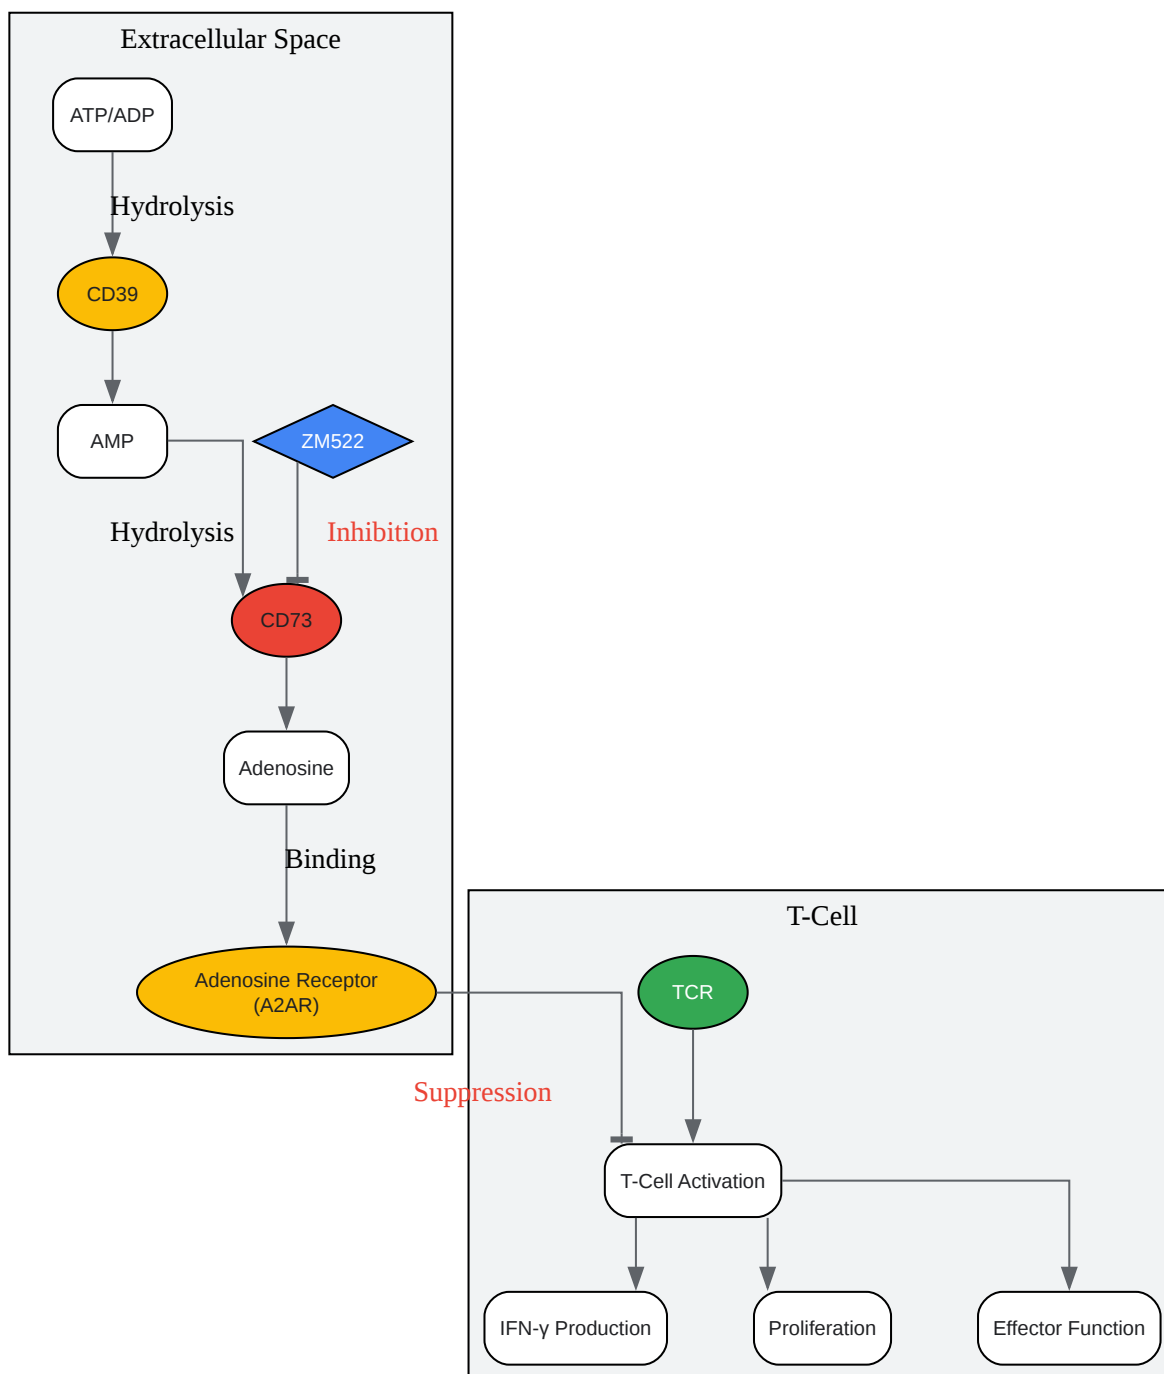 Extracellular Space
ATP/ADP
Hydrolysis
CD39
AMP
ZM522
Hydrolysis
Inhibition
CD73
Adenosine
Binding
Adenosine Receptor
(A2AR)
T-Cell
TCR
Suppression
T-Cell Activation
IFN-γ Production
Proliferation
Effector Function